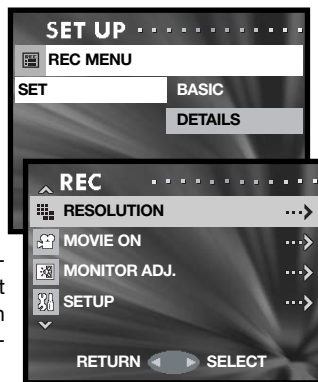 SET UP
REC MENU
SET BASIC
DETAILS
REC
RESOLUTION
MOVIE ON
MONITOR ADJ.
SETUP
RETURN SELECT